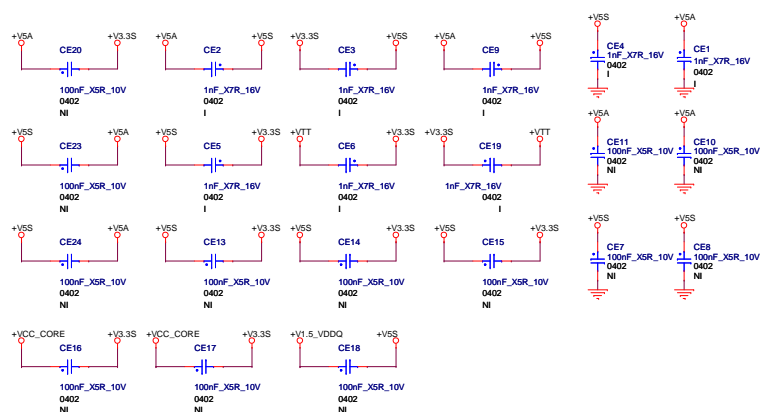 +V5A +V3.3S
CE20
100nF_X5R_10V
0402
NI
+V5A +V5S
CE2
1nF_X7R_16V
0402
I
+V3.3S +V5S
CE3
1nF_X7R_16V
0402
I
+V5A +V5S
CE9
1nF_X7R_16V
0402
I
+V5S
CE4
1nF_X7R_16V
0402
I
+V5A
CE1
1nF_X7R_16V
0402
I
+V5S +V5A
CE23
100nF_X5R_10V
0402
NI
+V5S +V3.3S
CE5
1nF_X7R_16V
0402
I
+VTT +V3.3S
CE6
1nF_X7R_16V
0402
I
+V3.3S +VTT
CE19
1nF_X7R_16V
0402
I
+V5A
CE11
100nF_X5R_10V
0402
NI
+V5A
CE10
100nF_X5R_10V
0402
NI
+V5S +V5A
CE24
100nF_X5R_10V
0402
NI
+V5S +V3.3S
CE13
100nF_X5R_10V
0402
NI
+V5S +V3.3S
CE14
100nF_X5R_10V
0402
NI
+V5S +V3.3S
CE15
100nF_X5R_10V
0402
NI
+V5S
CE7
100nF_X5R_10V
0402
NI
+V5S
CE8
100nF_X5R_10V
0402
NI
+VCC_CORE +V3.3S
CE16
100nF_X5R_10V
0402
NI
+VCC_CORE +V3.3S
CE17
100nF_X5R_10V
0402
NI
+V1.5_VDDQ +V5S
CE18
100nF_X5R_10V
0402
NI